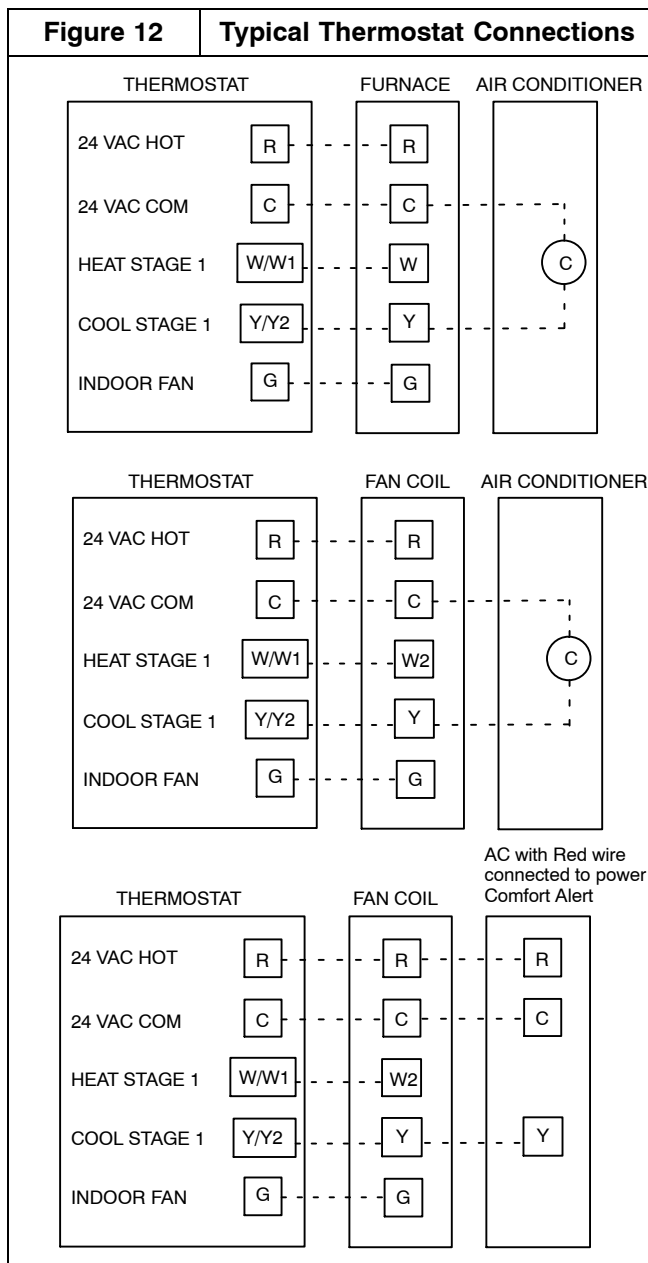 Figure 12 Typical Thermostat Connections
THERMOSTAT FURNACE AIR CONDITIONER
24 VAC HOT R R
24 VAC COM C C
HEAT STAGE 1 W/W1 W C
COOL STAGE 1 Y/Y2 Y
INDOOR FAN G G
THERMOSTAT FAN COIL AIR CONDITIONER
24 VAC HOT R R
24 VAC COM C C
HEAT STAGE 1 W/W1 W2 C
COOL STAGE 1 Y/Y2 Y
INDOOR FAN G G
AC with Red wire
connected to power
Comfort Alert
THERMOSTAT FAN COIL
24 VAC HOT R R R
24 VAC COM C C C
HEAT STAGE 1 W/W1 W2
COOL STAGE 1 Y/Y2 Y Y
INDOOR FAN G G